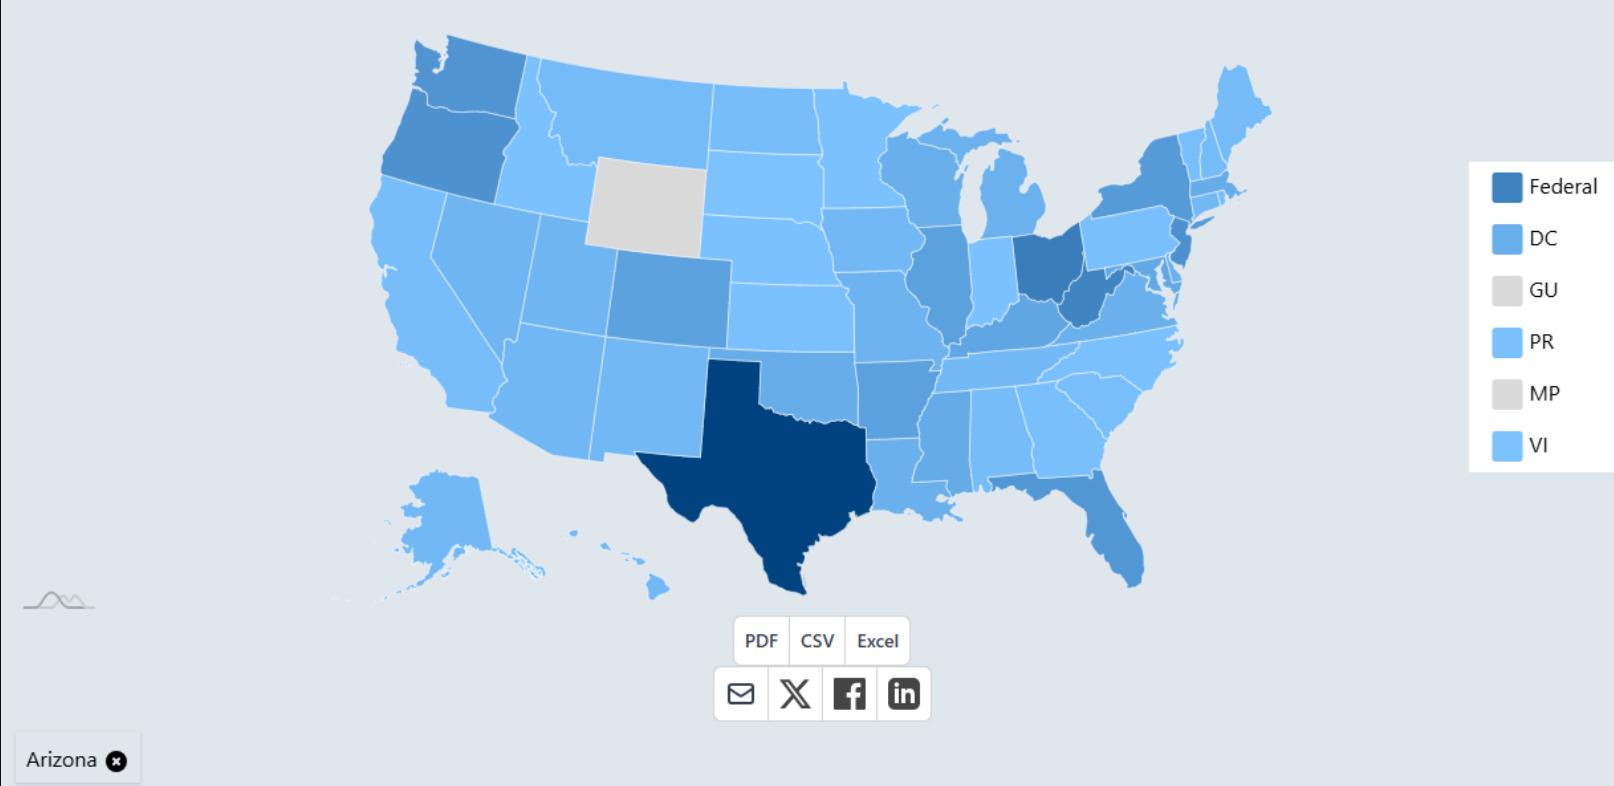 Federal
DC
GU
PR
MP
VI
PDF CSV Excel
Arizona